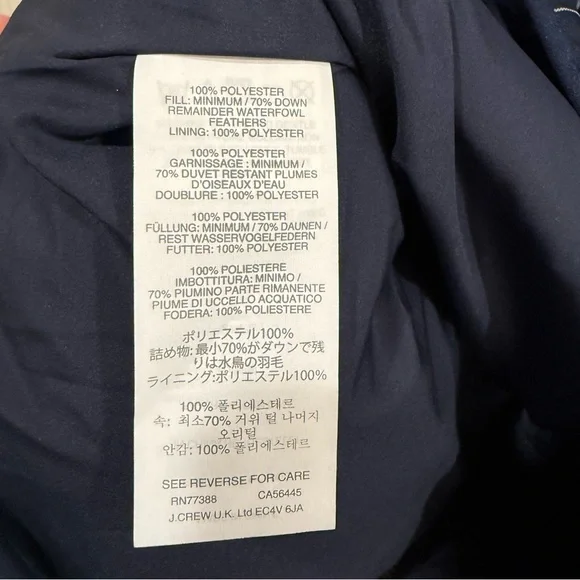 100% POLYESTER
FILL: MINIMUM / 70% DOWN
REMAINDER WATERFOWL
FEATHERS
LINING: 100% POLYESTER
100% POLYESTER
GARNISSAGE : MINIMUM /
70% DUVET RESTANT PLUMES
D'OISEAUX D'EAU
DOUBLURE : 100% POLYESTER
100% POLYESTER
FÜLLUNG: MINIMUM / 70% DAUNEN /
REST WASSERVOGELFEDERN
FUTTER: 100% POLYESTER
100% POLIESTERE
IMBOTTITURA: MINIMO /
70% PIUMINO PARTE RIMANENTE
PIUME DI UCCELLO ACQUATICO
FODERA: 100% POLIESTERE
ポリエステル100%
詰め物: 最小70%がダウンで残
りは水鳥の羽毛
ライニング:ポリエステル100%
100% 폴리에스테르
속: 최소70% 거위 털 나머지
오리털
안감: 100% 폴리에스테르
SEE REVERSE FOR CARE
RN77388 CA56445
J.CREW U.K. Ltd EC4V 6JA